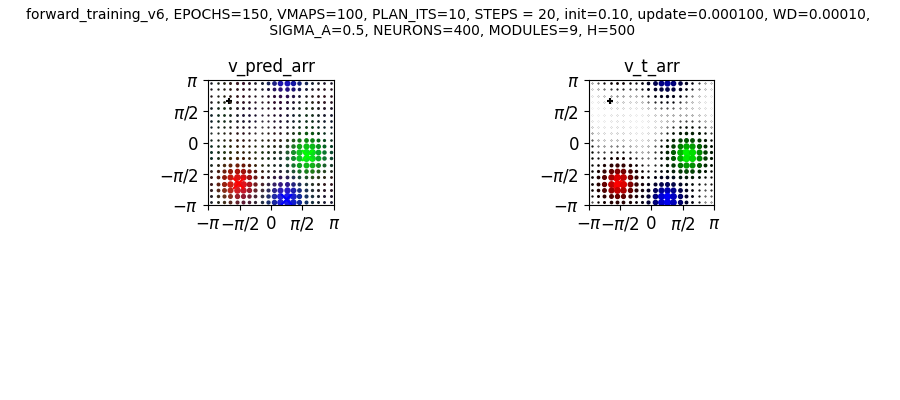 forward_training_v6, EPOCHS=150, VMAPS=100, PLAN_ITS=10, STEPS = 20, init=0.10, update=0.000100, WD=0.00010,
SIGMA_A=0.5, NEURONS=400, MODULES=9, H=500
v_pred_arr
π
π/2
0
−π/2
−π
−π −π/2 0 π/2 π
v_t_arr
π
π/2
0
−π/2
−π
−π −π/2 0 π/2 π